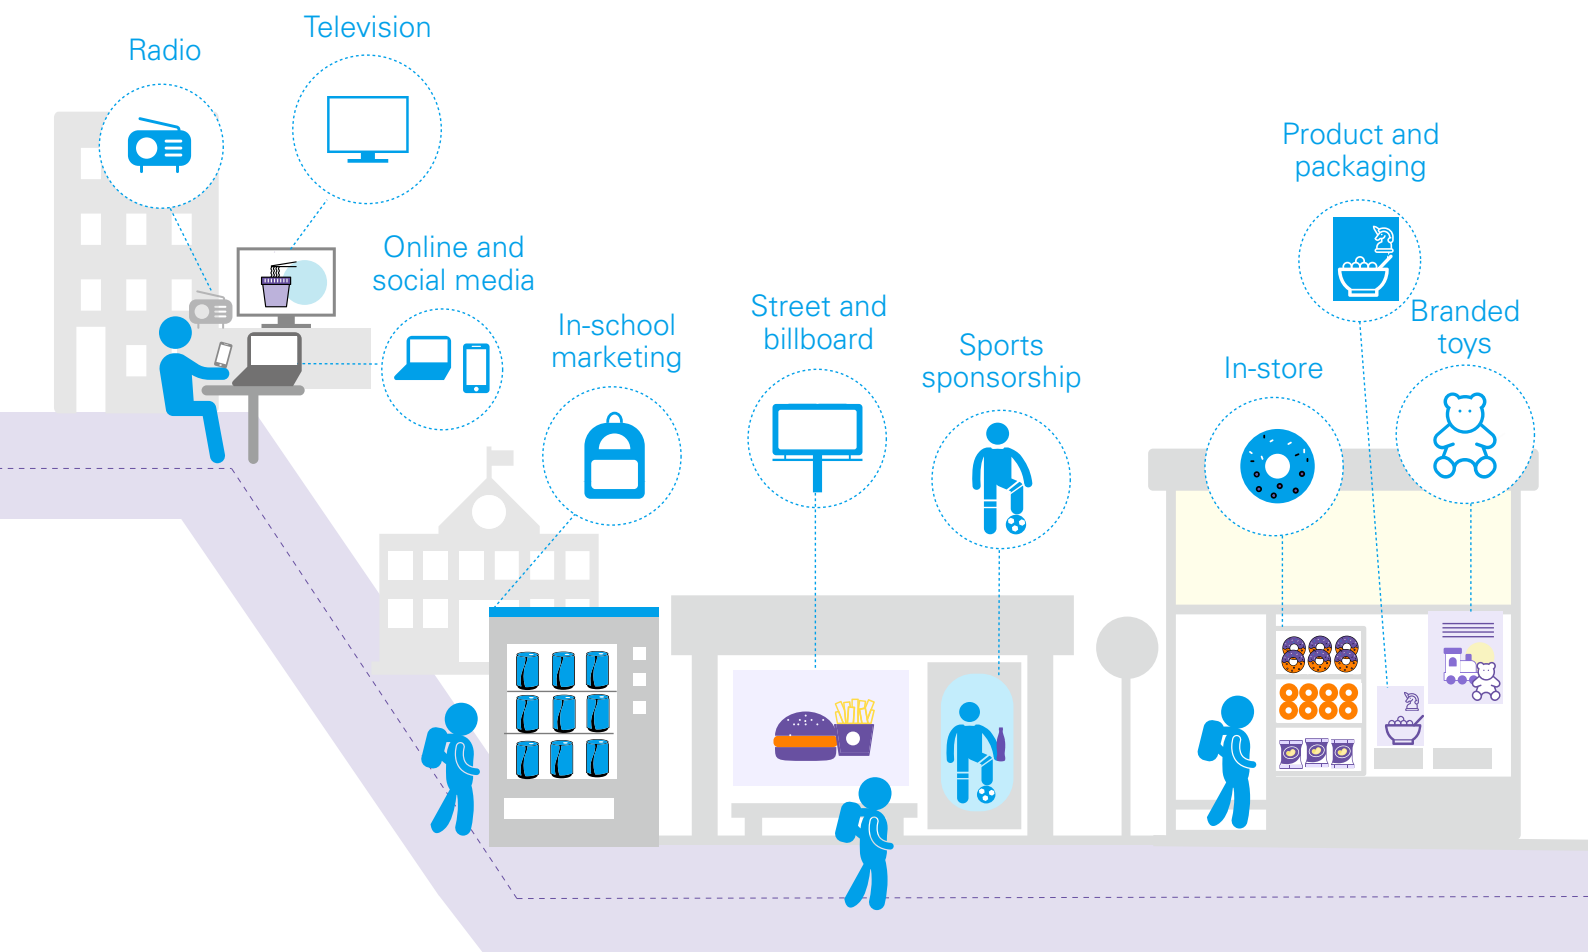 Radio
Television
Online and
social media
In-school
marketing
Street and
billboard
Sports
sponsorship
In-store
Product and
packaging
Branded
toys